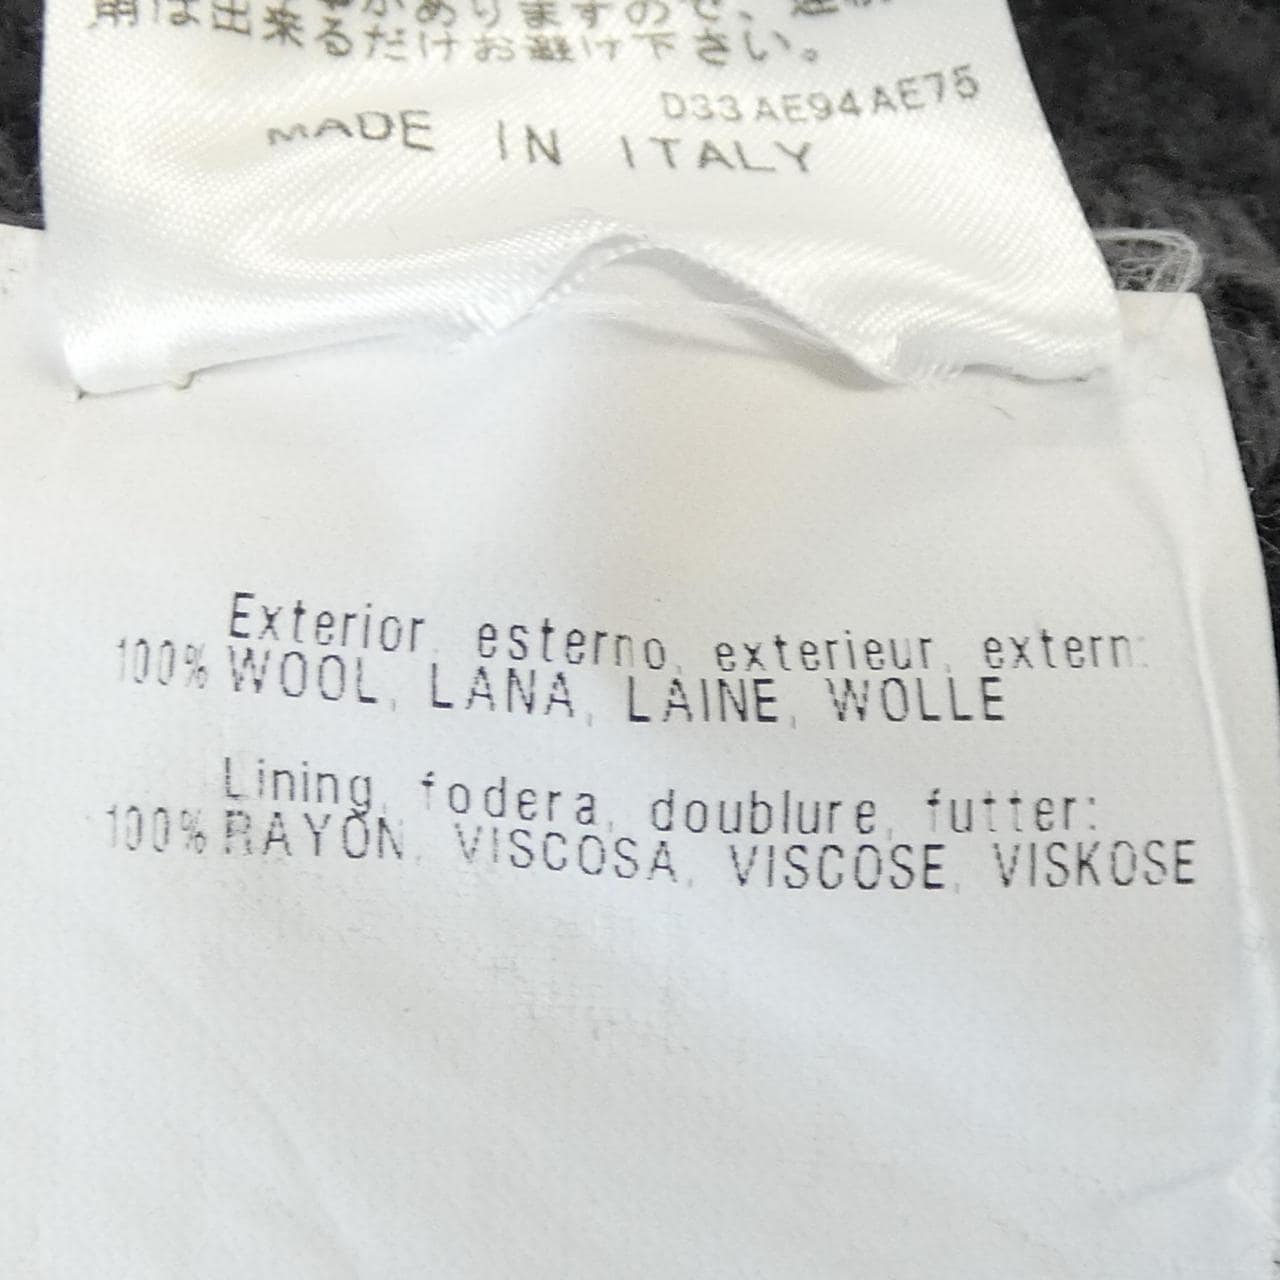 用は出来るだけお避け下さい。
D33AE94AE75
MADE IN ITALY
Exterior, esterno, exterieur, extern:
100% WOOL, LANA, LAINE, WOLLE
Lining, fodera, doublure, futter:
100% RAYON, VISCOSA, VISCOSE, VISKOSE